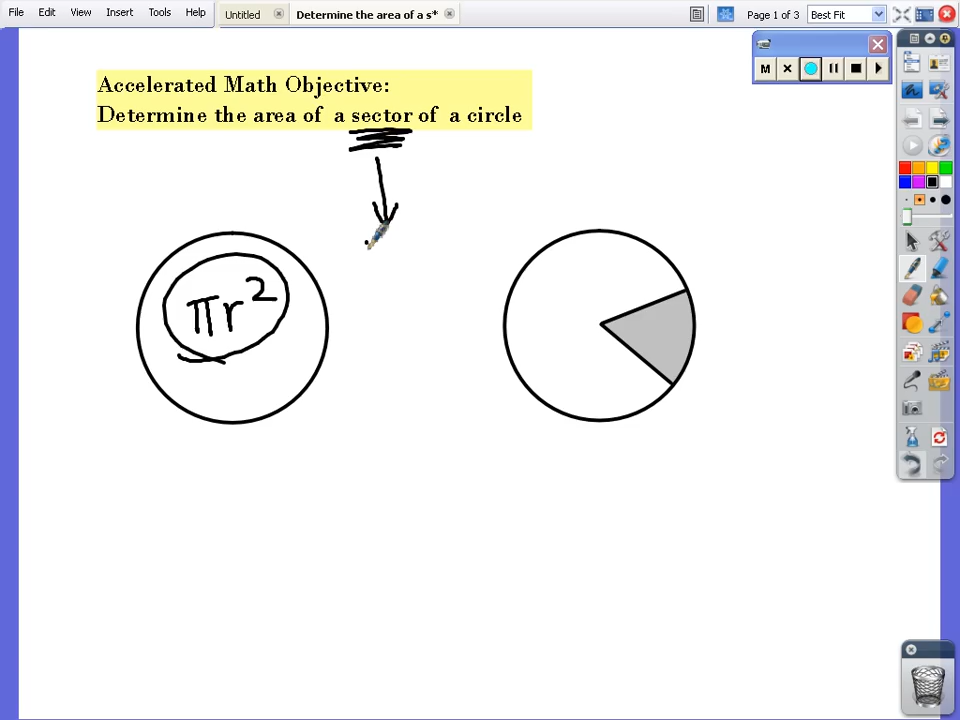 File Edit View Insert Tools Help
Untitled
Determine the area of a s*
Page 1 of 3
Best Fit
M
Accelerated Math Objective:
Determine the area of a sector of a circle
πr²